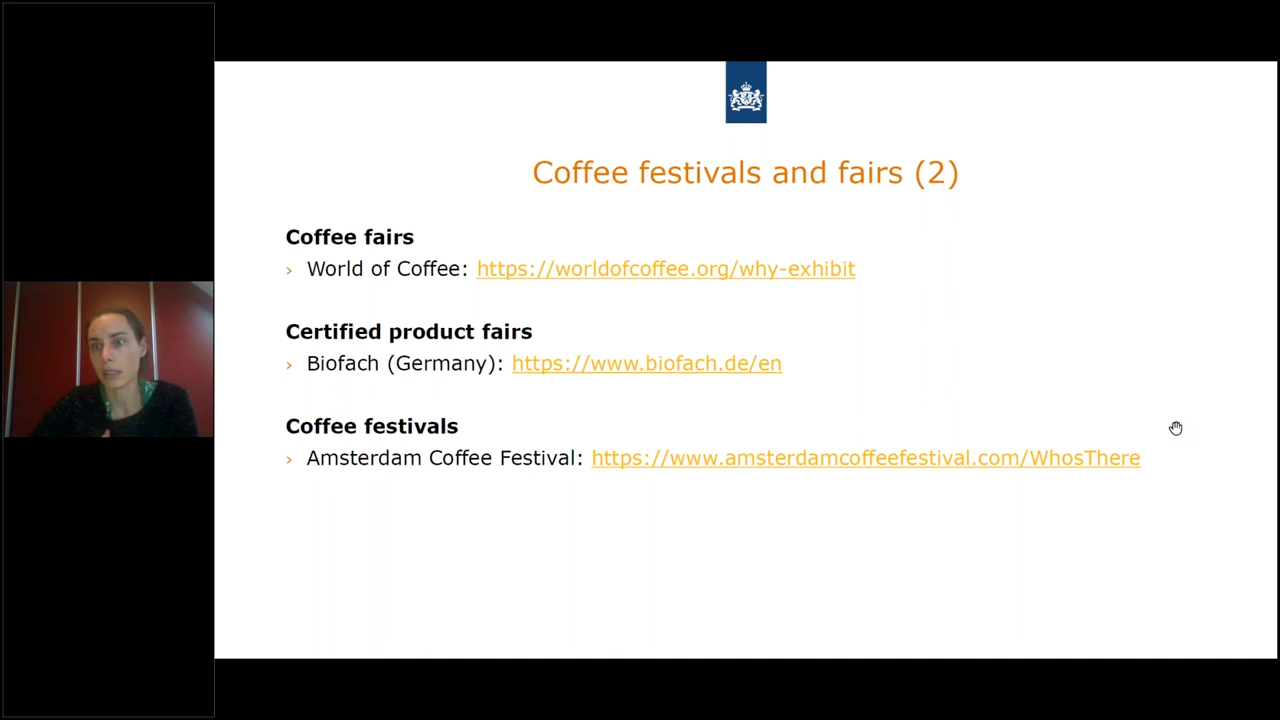 Coffee festivals and fairs (2)
Coffee fairs
› World of Coffee: https://worldofcoffee.org/why-exhibit
Certified product fairs
› Biofach (Germany): https://www.biofach.de/en
Coffee festivals
› Amsterdam Coffee Festival: https://www.amsterdamcoffeefestival.com/WhosThere